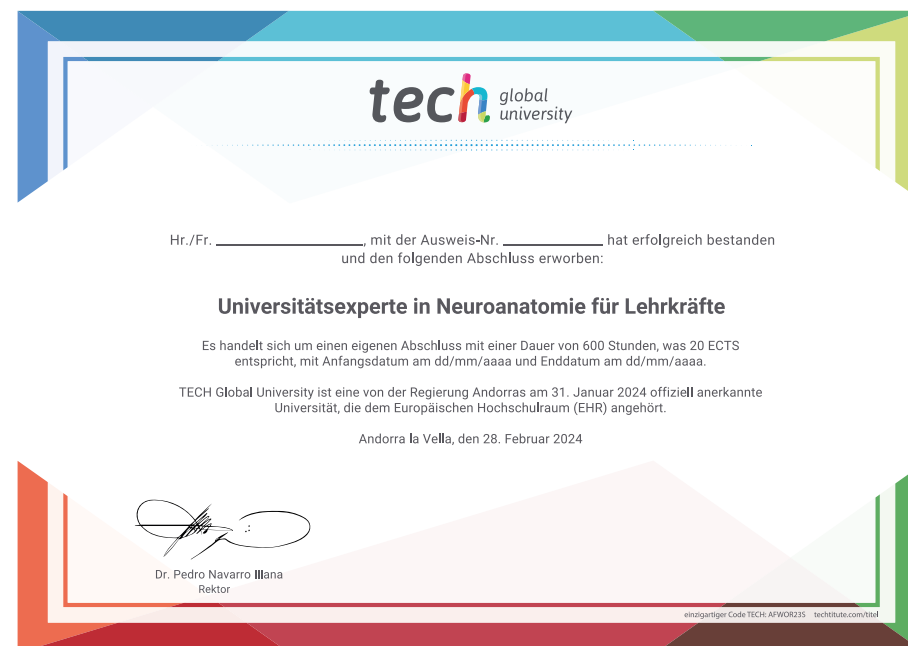 tech global university
Hr./Fr. ____________________, mit der Ausweis-Nr. ______________ hat erfolgreich bestanden
und den folgenden Abschluss erworben:
Universitätsexperte in Neuroanatomie für Lehrkräfte
Es handelt sich um einen eigenen Abschluss mit einer Dauer von 600 Stunden, was 20 ECTS
entspricht, mit Anfangsdatum am dd/mm/aaaa und Enddatum am dd/mm/aaaa.
TECH Global University ist eine von der Regierung Andorras am 31. Januar 2024 offiziell anerkannte
Universität, die dem Europäischen Hochschulraum (EHR) angehört.
Andorra la Vella, den 28. Februar 2024
Dr. Pedro Navarro Illana
Rektor
einzigartiger Code TECH: AFWOR23S techtitute.com/titel